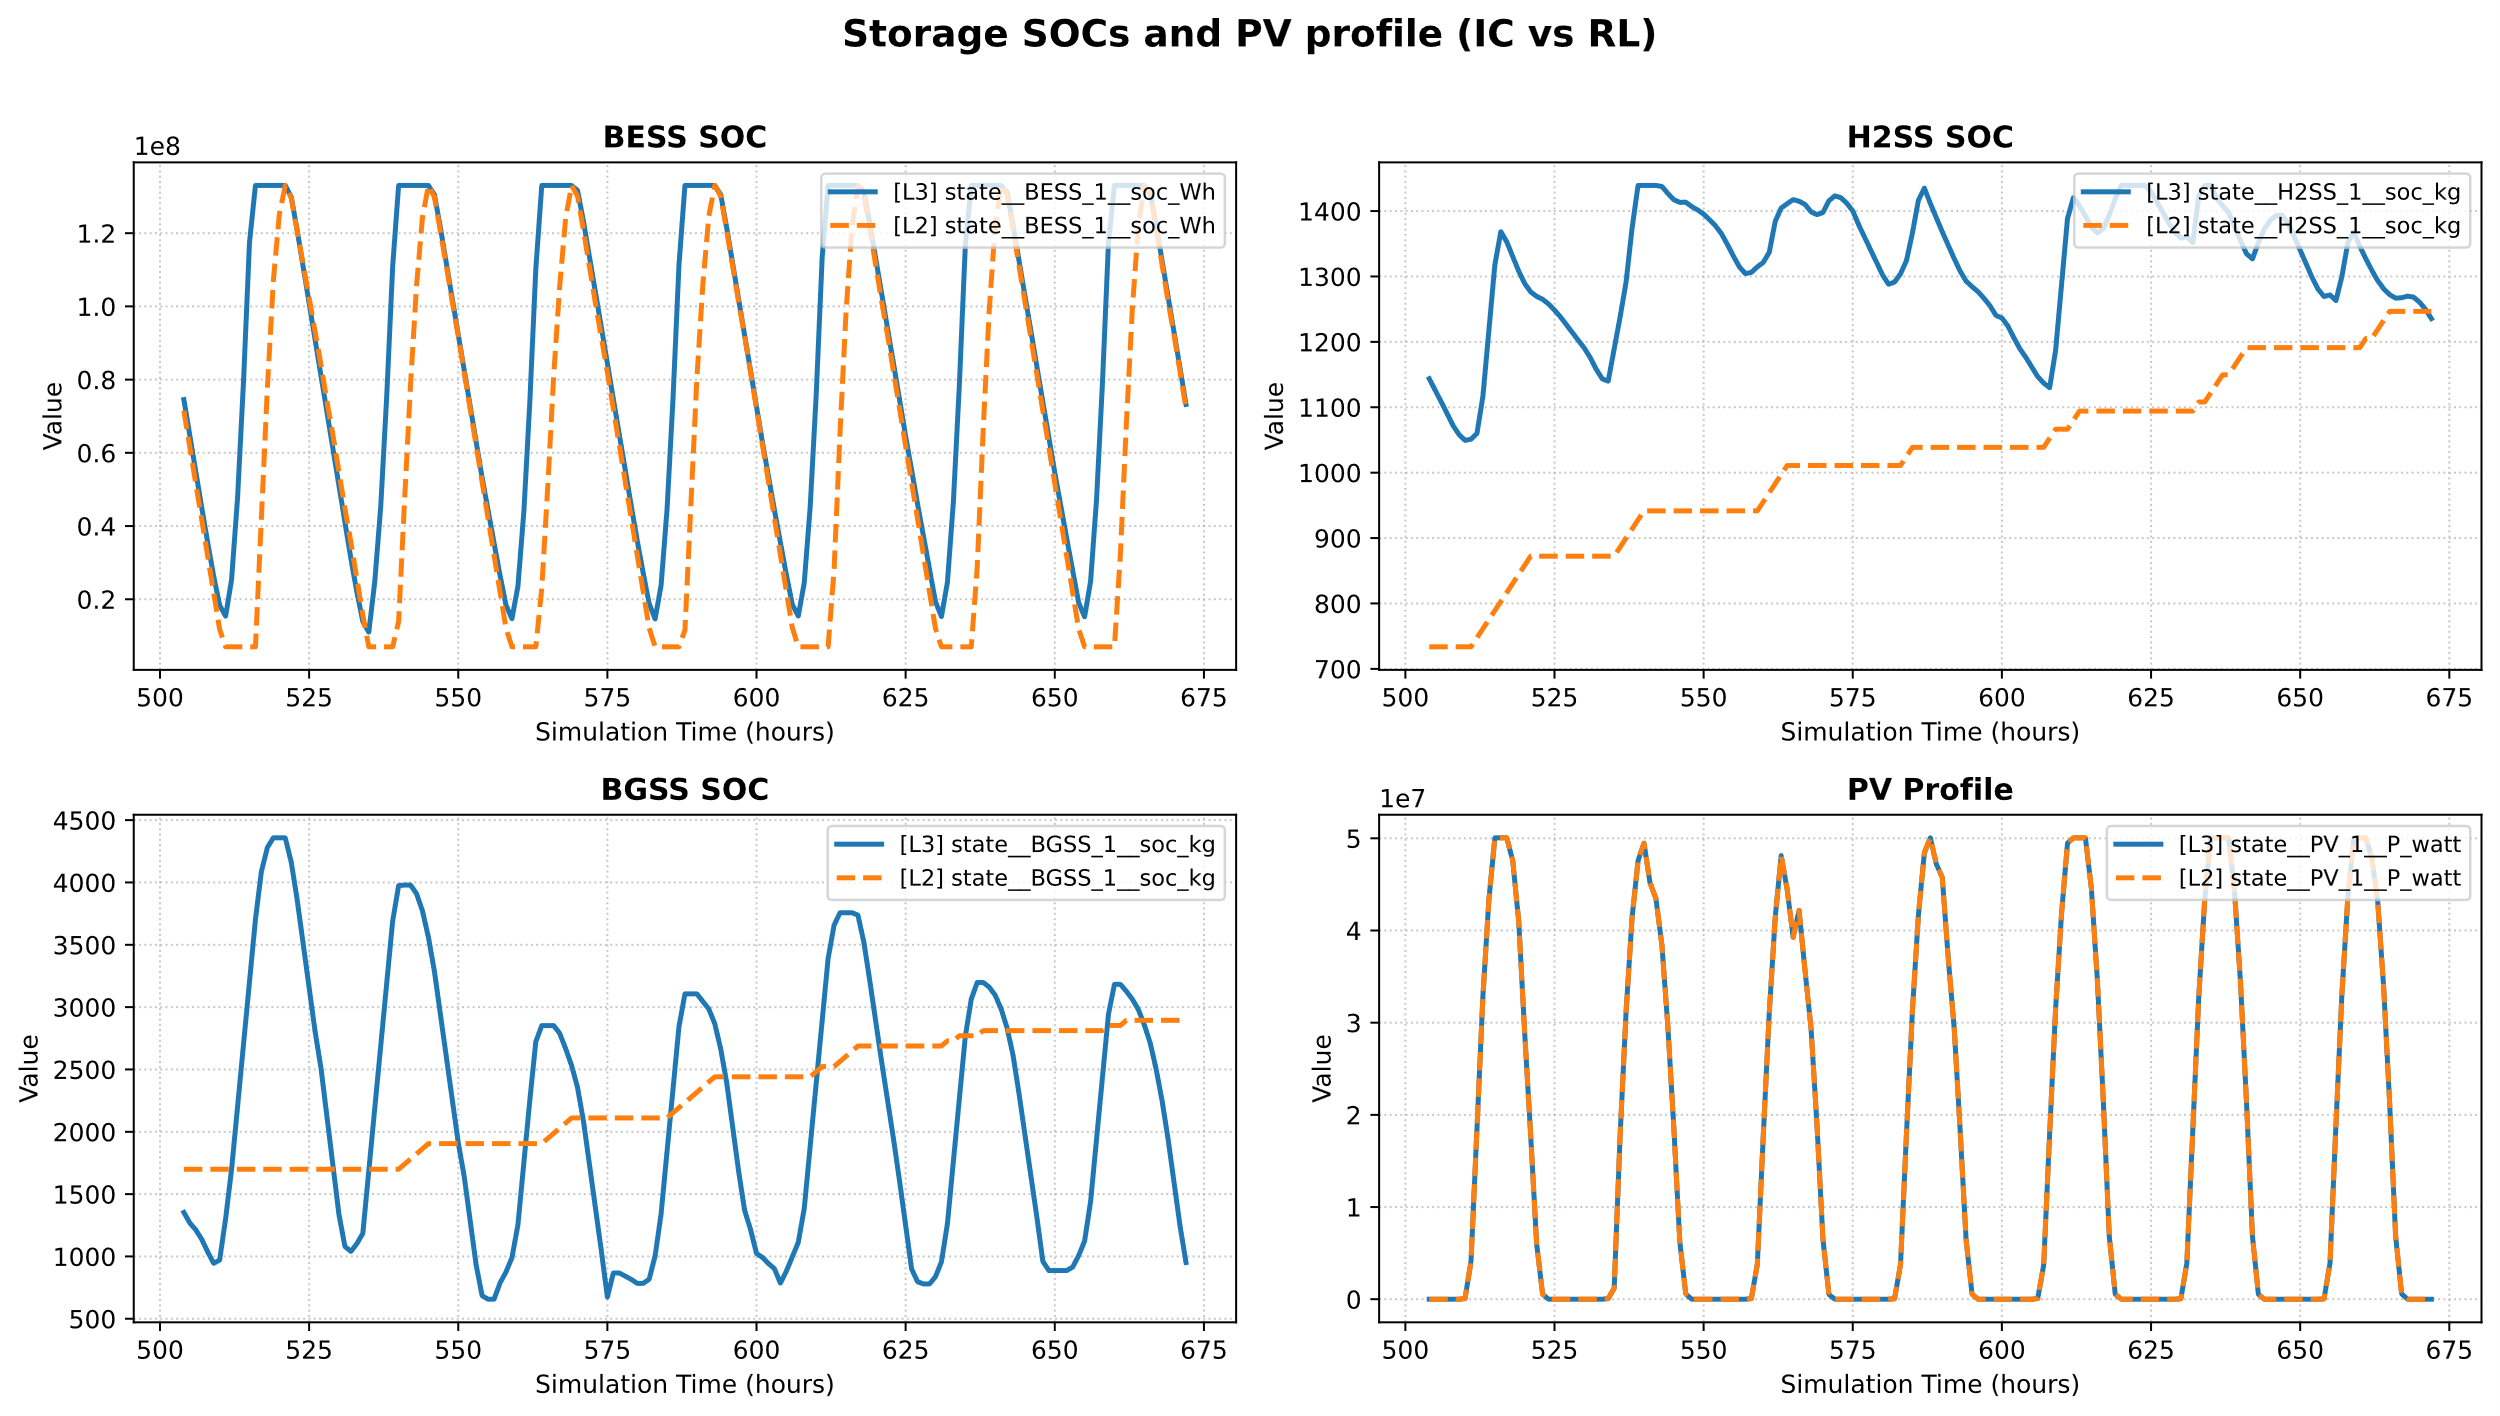 Storage SOCs and PV profile (IC vs RL)
BESS SOC
1e8
[L3] state__BESS_1__soc_Wh
[L2] state__BESS_1__soc_Wh
1.2
1.0
0.8
0.6
0.4
0.2
Value
500 525 550 575 600 625 650 675
Simulation Time (hours)
H2SS SOC
[L3] state__H2SS_1__soc_kg
[L2] state__H2SS_1__soc_kg
1400
1300
1200
1100
1000
900
800
700
Value
500 525 550 575 600 625 650 675
Simulation Time (hours)
BGSS SOC
[L3] state__BGSS_1__soc_kg
[L2] state__BGSS_1__soc_kg
4500
4000
3500
3000
2500
2000
1500
1000
500
Value
500 525 550 575 600 625 650 675
Simulation Time (hours)
PV Profile
1e7
[L3] state__PV_1__P_watt
[L2] state__PV_1__P_watt
5
4
3
2
1
0
Value
500 525 550 575 600 625 650 675
Simulation Time (hours)